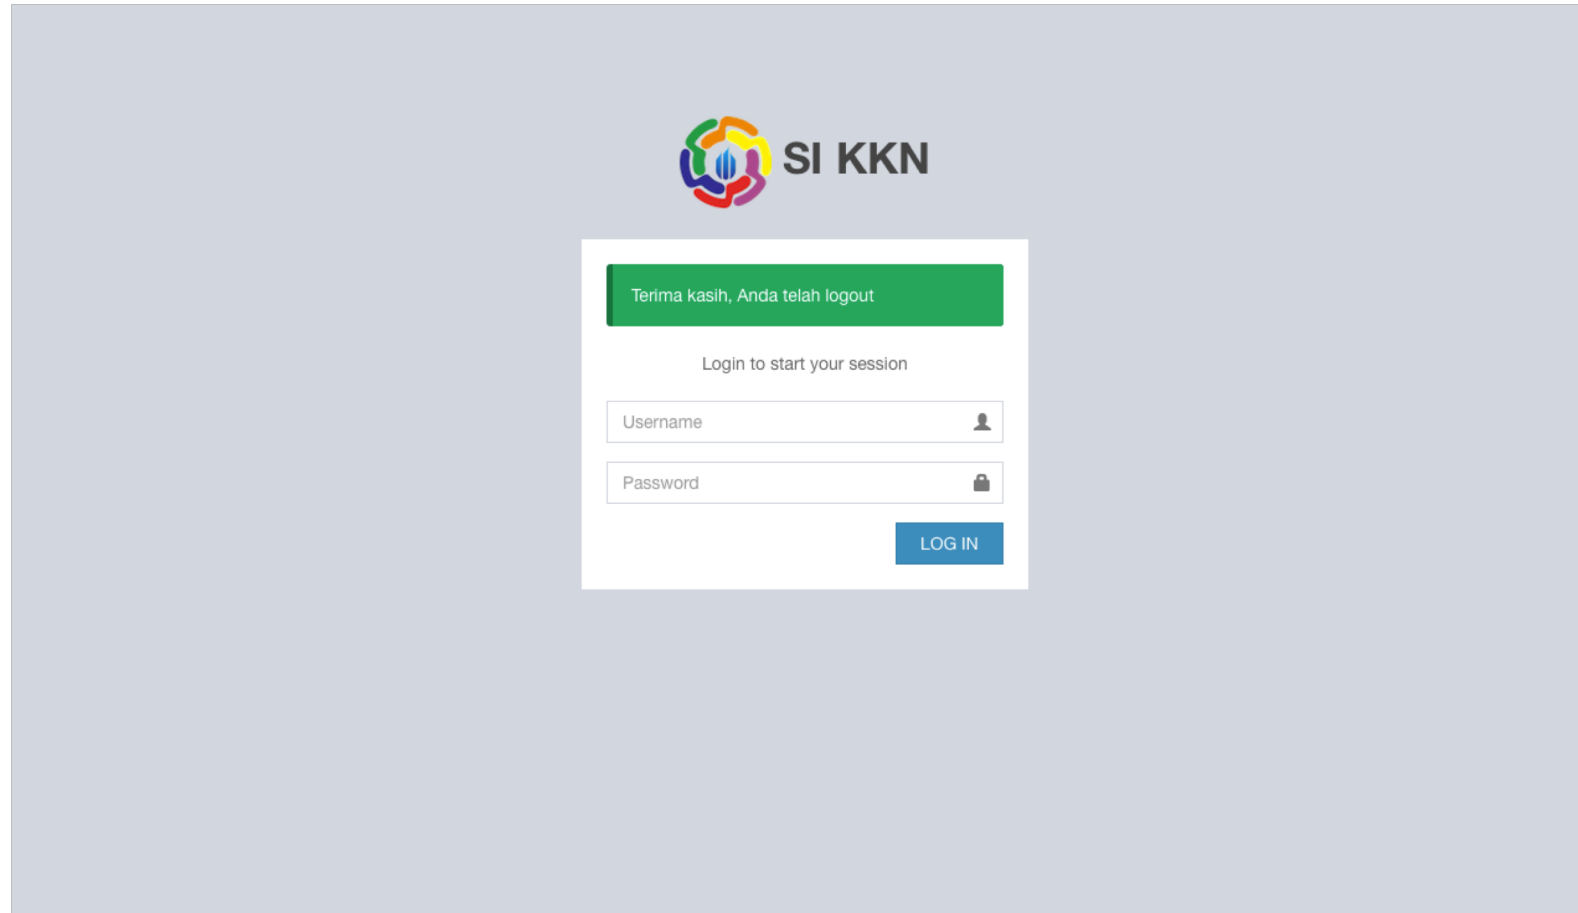 SI KKN
Terima kasih, Anda telah logout
Login to start your session
Username
Password
LOG IN